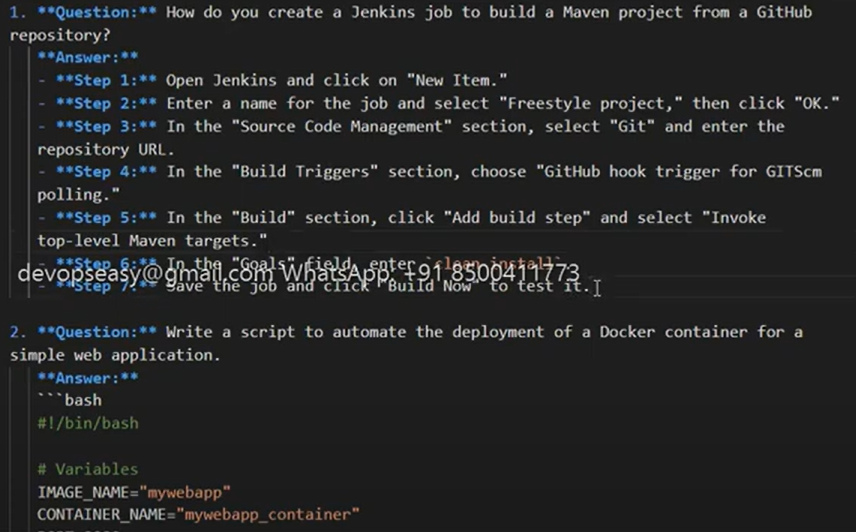 1. **Question:** How do you create a Jenkins job to build a Maven project from a GitHub
repository?
**Answer:**
- **Step 1:** Open Jenkins and click on "New Item."
- **Step 2:** Enter a name for the job and select "Freestyle project," then click "OK."
- **Step 3:** In the "Source Code Management" section, select "Git" and enter the
repository URL.
- **Step 4:** In the "Build Triggers" section, choose "GitHub hook trigger for GITScm
polling."
- **Step 5:** In the "Build" section, click "Add build step" and select "Invoke
top-level Maven targets."
- **Step 6:** In the "Goals" field, enter `clean install`.
devopseasy@gmail.com WhatsApp, +91 8500411773
- **Step 7:** Save the job and click "Build Now" to test it.
2. **Question:** Write a script to automate the deployment of a Docker container for a
simple web application.
**Answer:**
```bash
#!/bin/bash
# Variables
IMAGE_NAME="mywebapp"
CONTAINER_NAME="mywebapp_container"